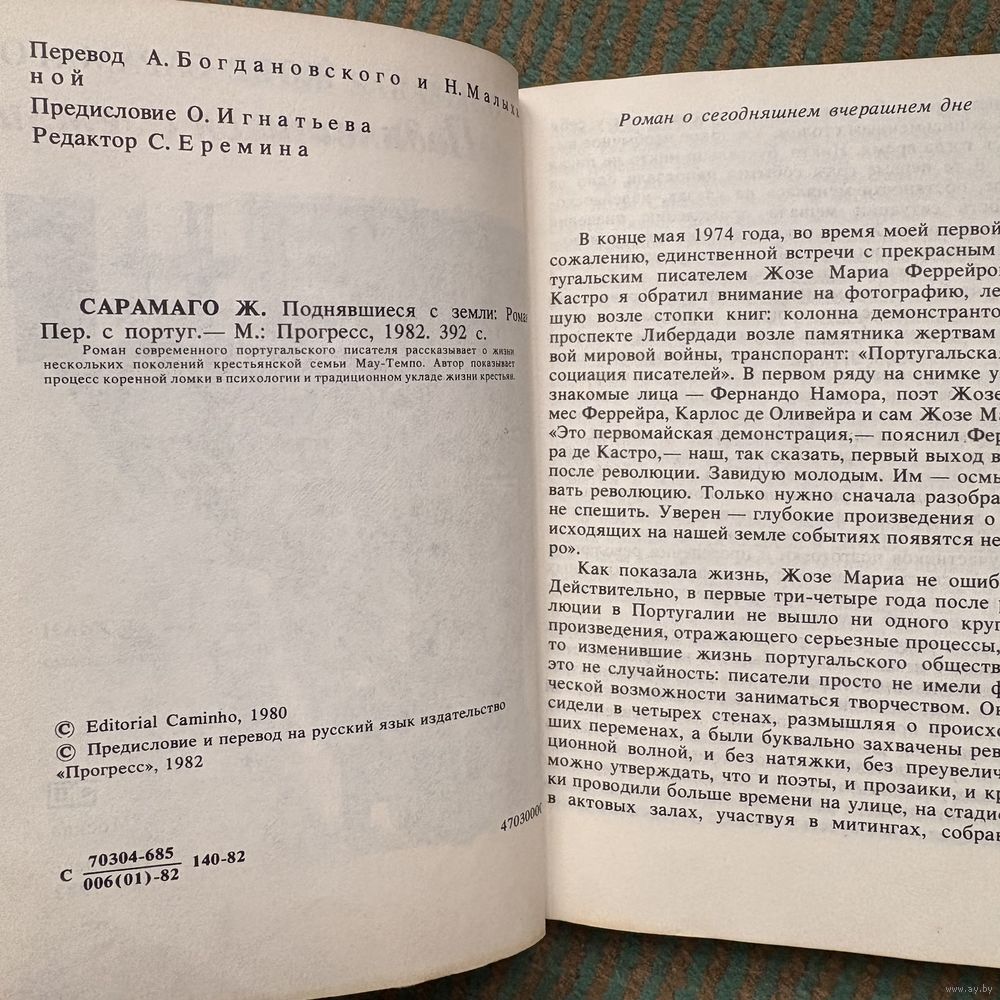 Перевод А. Богдановского и Н. Малых
ной
Предисловие О. Игнатьева
Редактор С. Еремина
САРАМАГО Ж. Поднявшиеся с земли: Рома
Пер. с португ.— М.: Прогресс, 1982. 392 с.
Роман современного португальского писателя рассказывает о жизни
нескольких поколений крестьянской семьи Мау-Темпо. Автор показывает
процесс коренной ломки в психологии и традиционном укладе жизни крестьян.
© Editorial Caminho, 1980
© Предисловие и перевод на русский язык издательство
«Прогресс», 1982
4703000
С 70304-685 140-82
006(01)-82
Роман о сегодняшнем вчерашнем дне
В конце мая 1974 года, во время моей первой
сожалению, единственной встречи с прекрасным
тугальским писателем Жозе Мариа Феррейро
Кастро я обратил внимание на фотографию, ле
шую возле стопки книг: колонна демонстранто
проспекте Либердади возле памятника жертвам
вой мировой войны, транспорант: «Португальска
социация писателей». В первом ряду на снимке у
знакомые лица — Фернандо Намора, поэт Жозе
мес Феррейра, Карлос де Оливейра и сам Жозе М
«Это первомайская демонстрация,— пояснил Фер
ра де Кастро,— наш, так сказать, первый выход в
после революции. Завидую молодым. Им — осмы
вать революцию. Только нужно сначала разобра
не спешить. Уверен — глубокие произведения о
исходящих на нашей земле событиях появятся не
ро».
Как показала жизнь, Жозе Мариа не ошиб
Действительно, в первые три-четыре года после
люции в Португалии не вышло ни одного круп
произведения, отражающего серьезные процессы,
то изменившие жизнь португальского обществ
это не случайность: писатели просто не имели ф
ческой возможности заниматься творчеством. Он
сидели в четырех стенах, размышляя о происхо
ших переменах, а были буквально захвачены рев
ционной волной, и без натяжки, без преувелич
можно утверждать, что и поэты, и прозаики, и кр
ки проводили больше времени на улице, на стадио
в актовых залах, участвуя в митингах, собран
www.ay.by